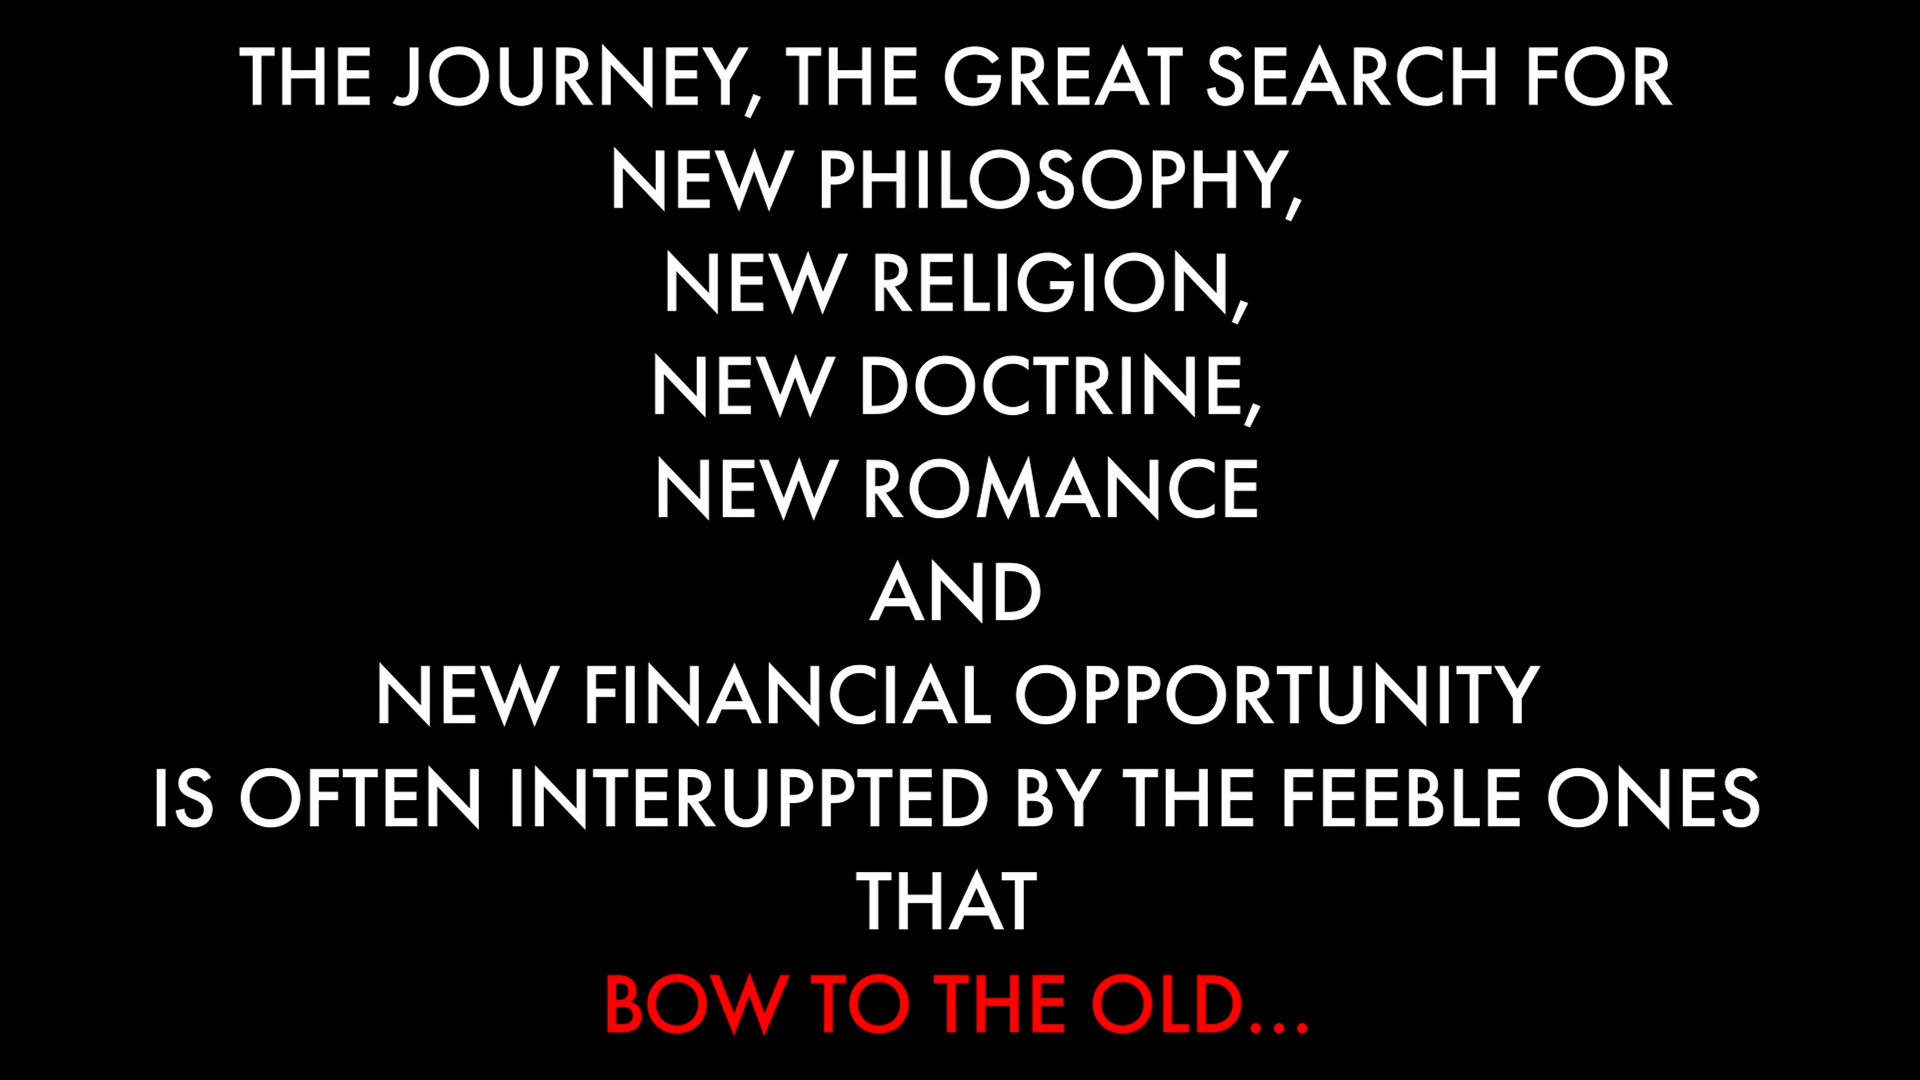 THE JOURNEY, THE GREAT SEARCH FOR
NEW PHILOSOPHY,
NEW RELIGION,
NEW DOCTRINE,
NEW ROMANCE
AND
NEW FINANCIAL OPPORTUNITY
IS OFTEN INTERUPPTED BY THE FEEBLE ONES
THAT
BOW TO THE OLD...